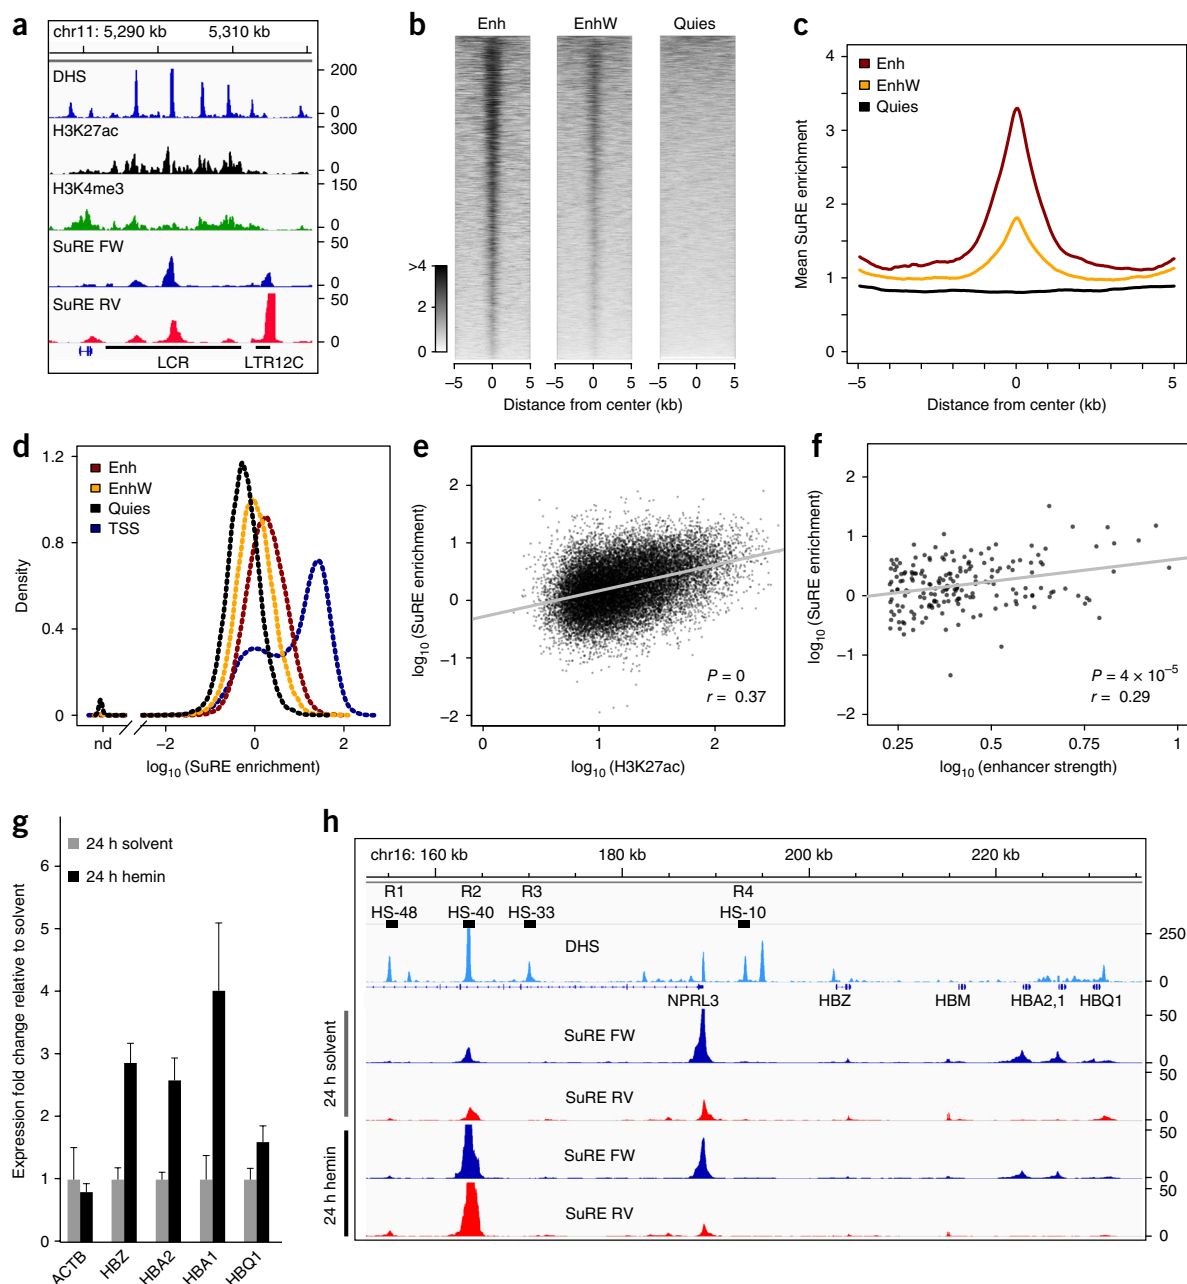 a
chr11: 5,290 kb 5,310 kb
DHS
200
0
H3K27ac
300
0
H3K4me3
150
0
SuRE FW
50
0
SuRE RV
50
0
LCR LTR12C
b
Enh EnhW Quies
>4
2
0
−5 0 5 −5 0 5 −5 0 5
Distance from center (kb)
c
Mean SuRE enrichment
Enh
EnhW
Quies
4
3
2
1
0
−5 0 5
Distance from center (kb)
d
Density
Enh
EnhW
Quies
TSS
1.2
0.8
0.4
0
nd −2 0 2
log10 (SuRE enrichment)
e
log10 (SuRE enrichment)
2
1
0
−1
−2
P = 0
r = 0.37
0 1 2
log10 (H3K27ac)
f
log10 (SuRE enrichment)
2
1
0
−1
−2
P = 4 × 10−5
r = 0.29
0.25 0.5 0.75 1
log10 (enhancer strength)
g
Expression fold change relative to solvent
24 h solvent
24 h hemin
6
5
4
3
2
1
0
ACTB HBZ HBA2 HBA1 HBQ1
h
chr16: 160 kb 180 kb 200 kb 220 kb
R1 R2 R3 R4
HS-48 HS-40 HS-33 HS-10
DHS
250
0
NPRL3 HBZ HBM HBA2,1 HBQ1
24 h solvent
SuRE FW
50
0
SuRE RV
50
0
24 h hemin
SuRE FW
50
0
SuRE RV
50
0